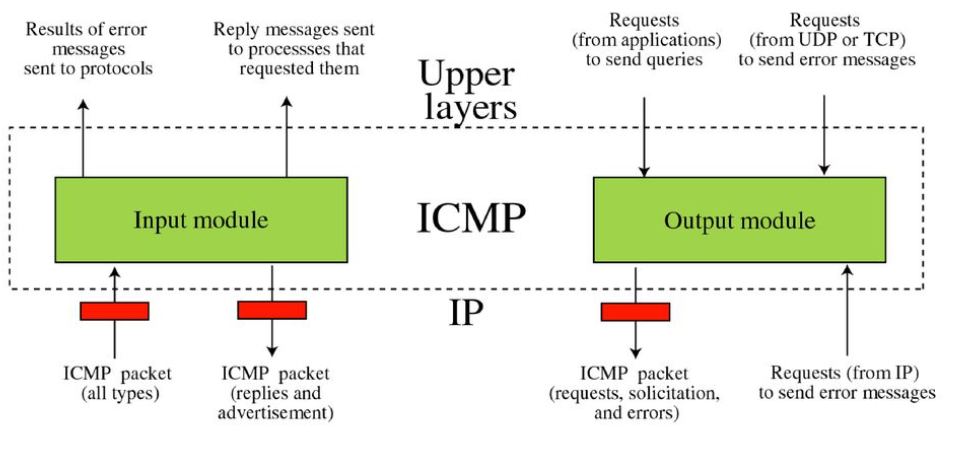 Results of error
messages
sent to protocols
Reply messages sent
to processses that
requested them
Upper
layers
Requests
(from applications)
to send queries
Requests
(from UDP or TCP)
to send error messages
Input module
ICMP
Output module
IP
ICMP packet
(all types)
ICMP packet
(replies and
advertisement)
ICMP packet
(requests, solicitation,
and errors)
Requests (from IP)
to send error messages